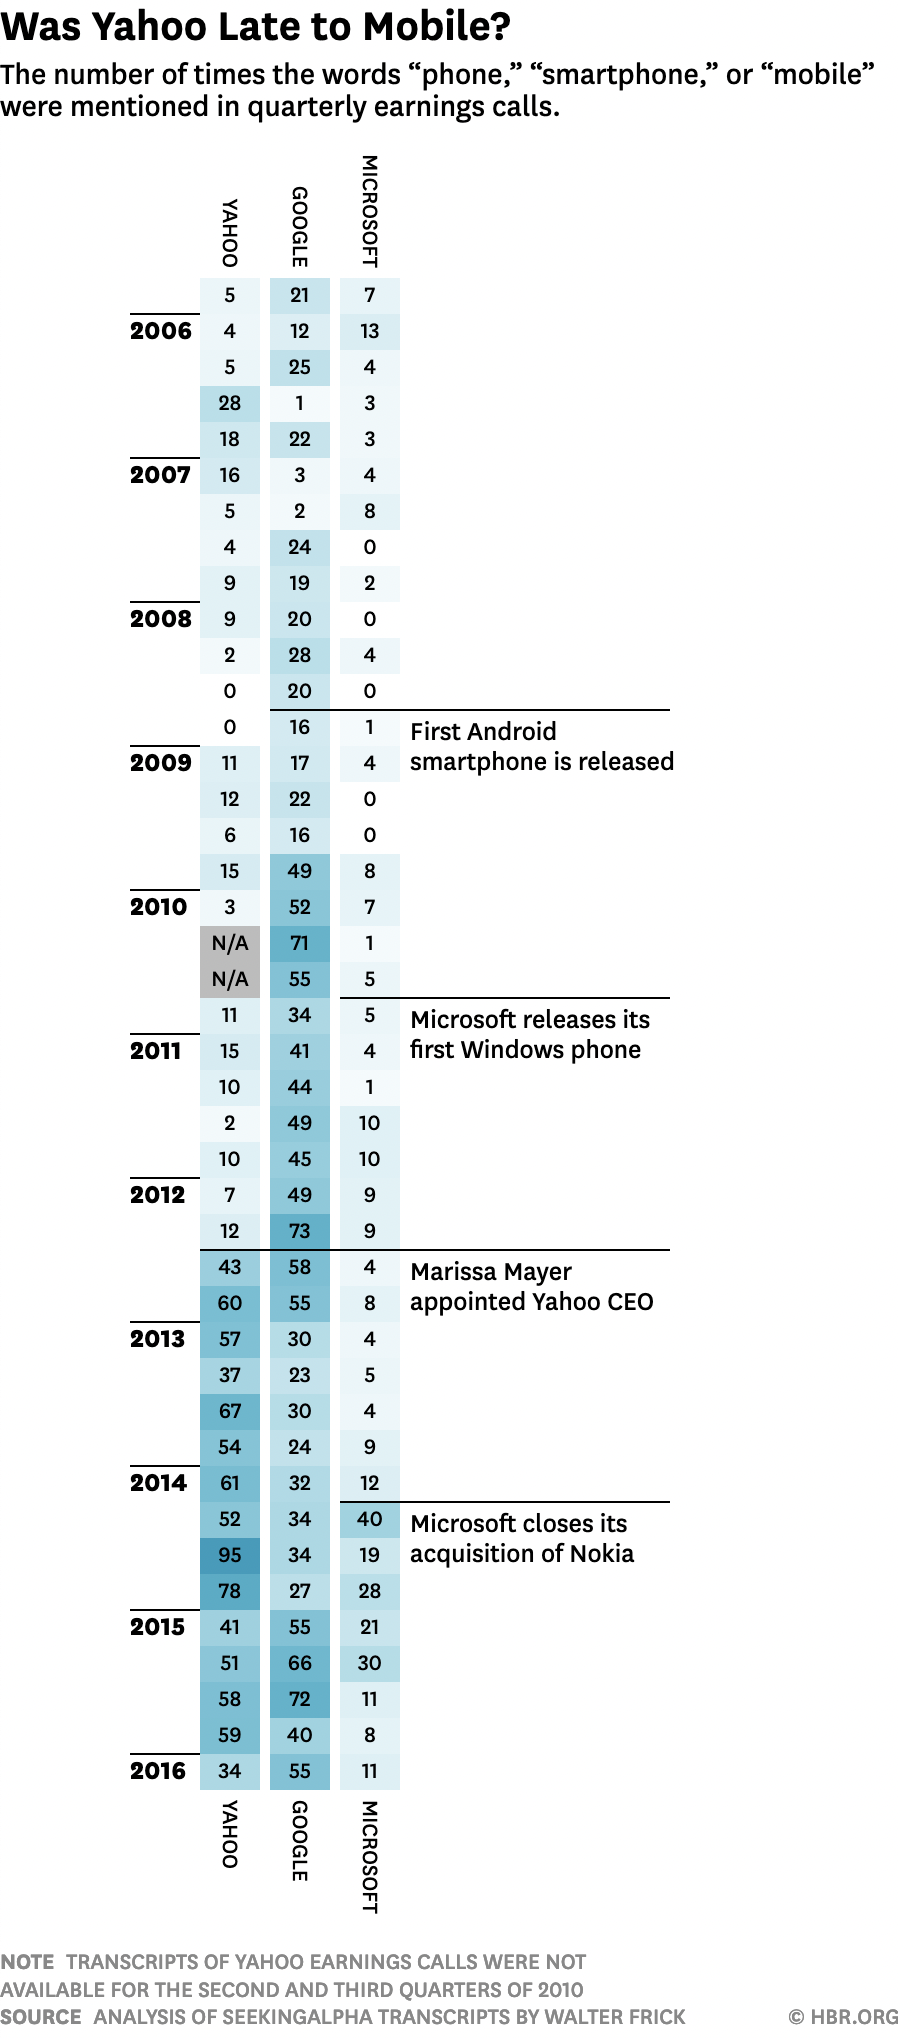 Was Yahoo Late to Mobile?
The number of times the words “phone,” “smartphone,” or “mobile”
were mentioned in quarterly earnings calls.
YAHOO GOOGLE MICROSOFT
5 21 7
2006 4 12 13
5 25 4
28 1 3
18 22 3
2007 16 3 4
5 2 8
4 24 0
9 19 2
2008 9 20 0
2 28 4
0 20 0
0 16 1 First Android
smartphone is released
2009 11 17 4
12 22 0
6 16 0
15 49 8
2010 3 52 7
N/A 71 1
N/A 55 5
11 34 5 Microsoft releases its
first Windows phone
2011 15 41 4
10 44 1
2 49 10
10 45 10
2012 7 49 9
12 73 9
43 58 4 Marissa Mayer
appointed Yahoo CEO
60 55 8
2013 57 30 4
37 23 5
67 30 4
54 24 9
2014 61 32 12
52 34 40 Microsoft closes its
acquisition of Nokia
95 34 19
78 27 28
2015 41 55 21
51 66 30
58 72 11
59 40 8
2016 34 55 11
YAHOO GOOGLE MICROSOFT
NOTE TRANSCRIPTS OF YAHOO EARNINGS CALLS WERE NOT
AVAILABLE FOR THE SECOND AND THIRD QUARTERS OF 2010
SOURCE ANALYSIS OF SEEKINGALPHA TRANSCRIPTS BY WALTER FRICK © HBR.ORG